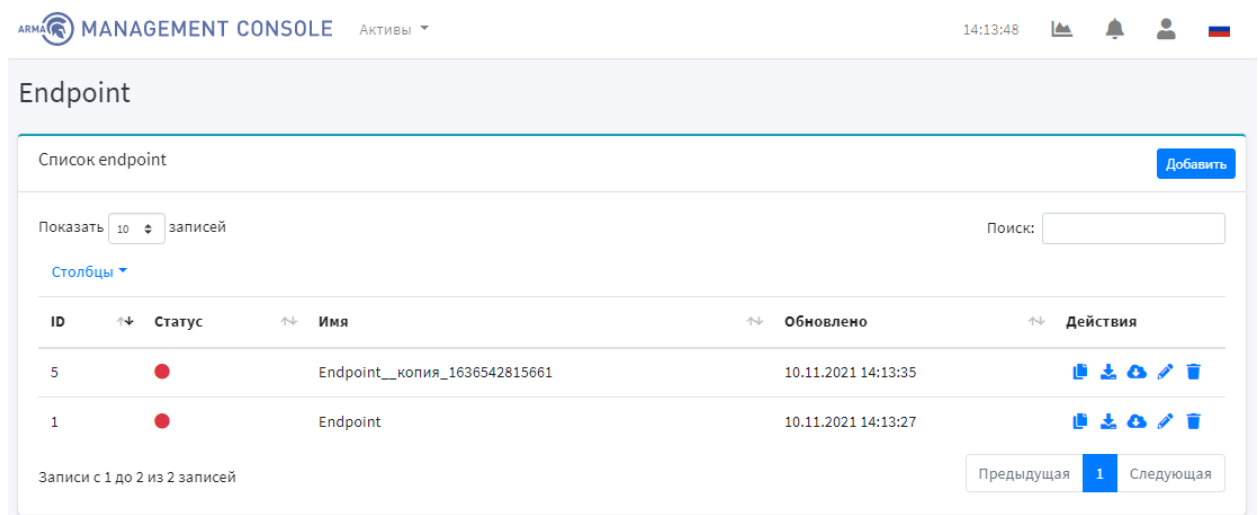 ARMA MANAGEMENT CONSOLE Активы 14:13:48
Endpoint
Список endpoint Добавить
Показать 10 записей Поиск:
Столбцы
ID Статус Имя Обновлено Действия
5 Endpoint__копия_1636542815661 10.11.2021 14:13:35
1 Endpoint 10.11.2021 14:13:27
Записи с 1 до 2 из 2 записей Предыдущая 1 Следующая